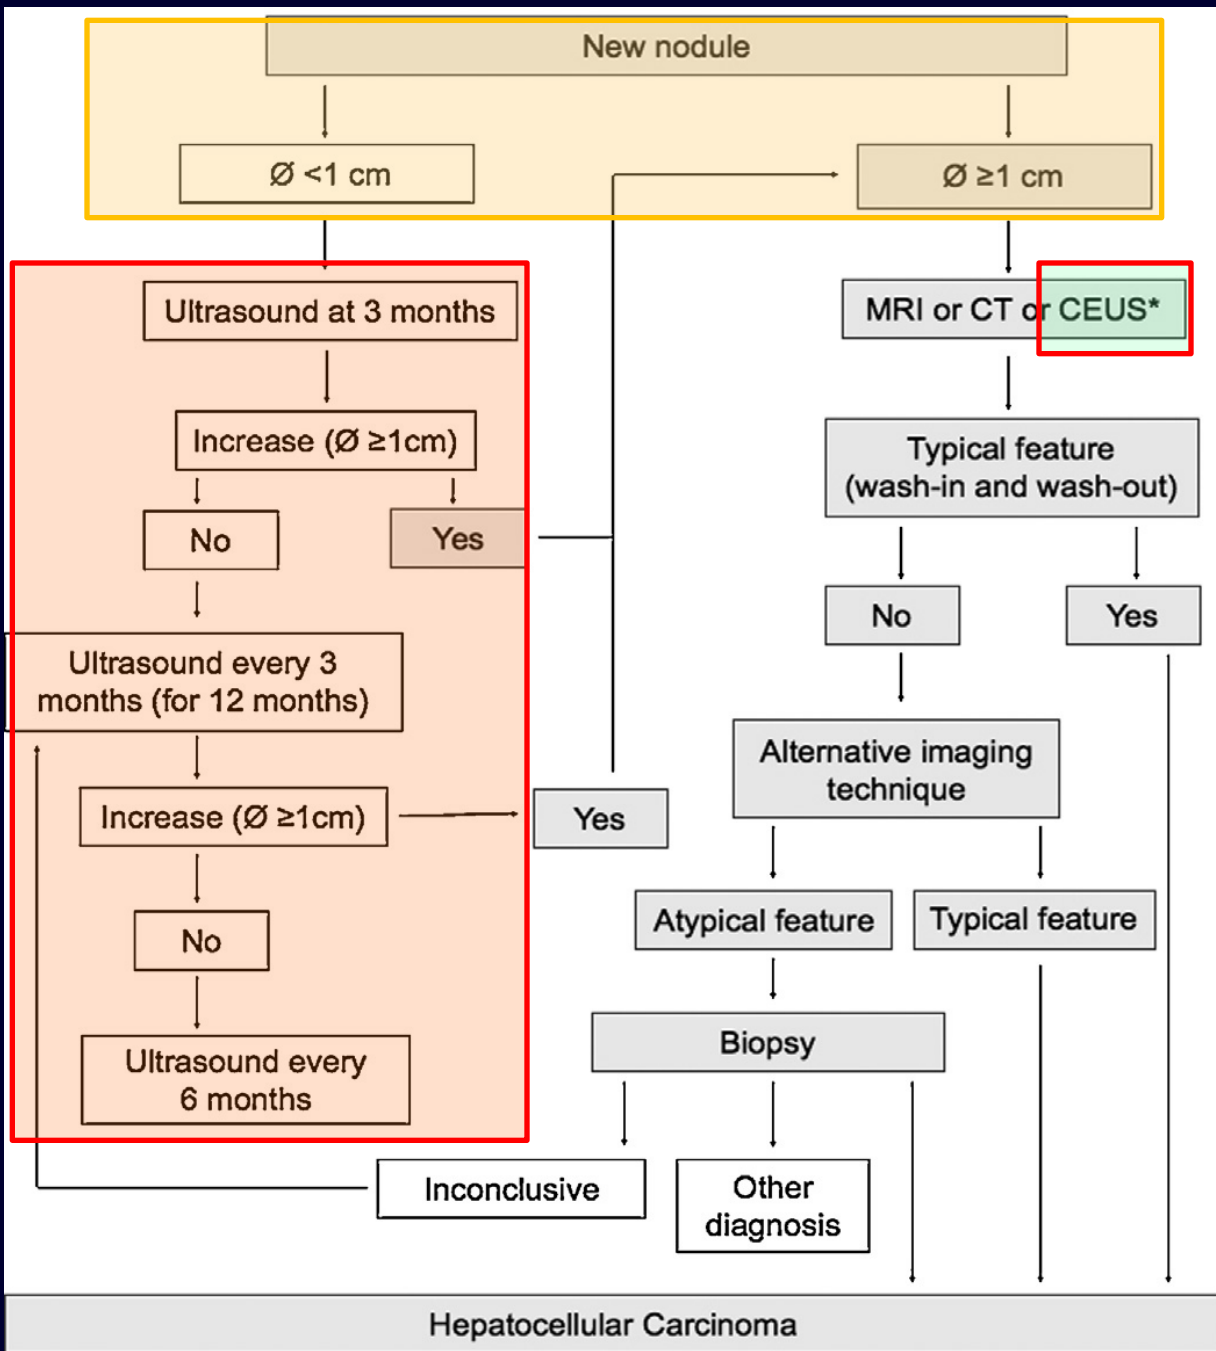 New nodule
Ø <1 cm
Ø ≥1 cm
Ultrasound at 3 months
MRI or CT or CEUS*
Increase (Ø ≥1cm)
Typical feature
(wash-in and wash-out)
No
Yes
No
Yes
Ultrasound every 3
months (for 12 months)
Alternative imaging
technique
Increase (Ø ≥1cm)
Yes
Atypical feature
Typical feature
No
Biopsy
Ultrasound every
6 months
Inconclusive
Other
diagnosis
Hepatocellular Carcinoma